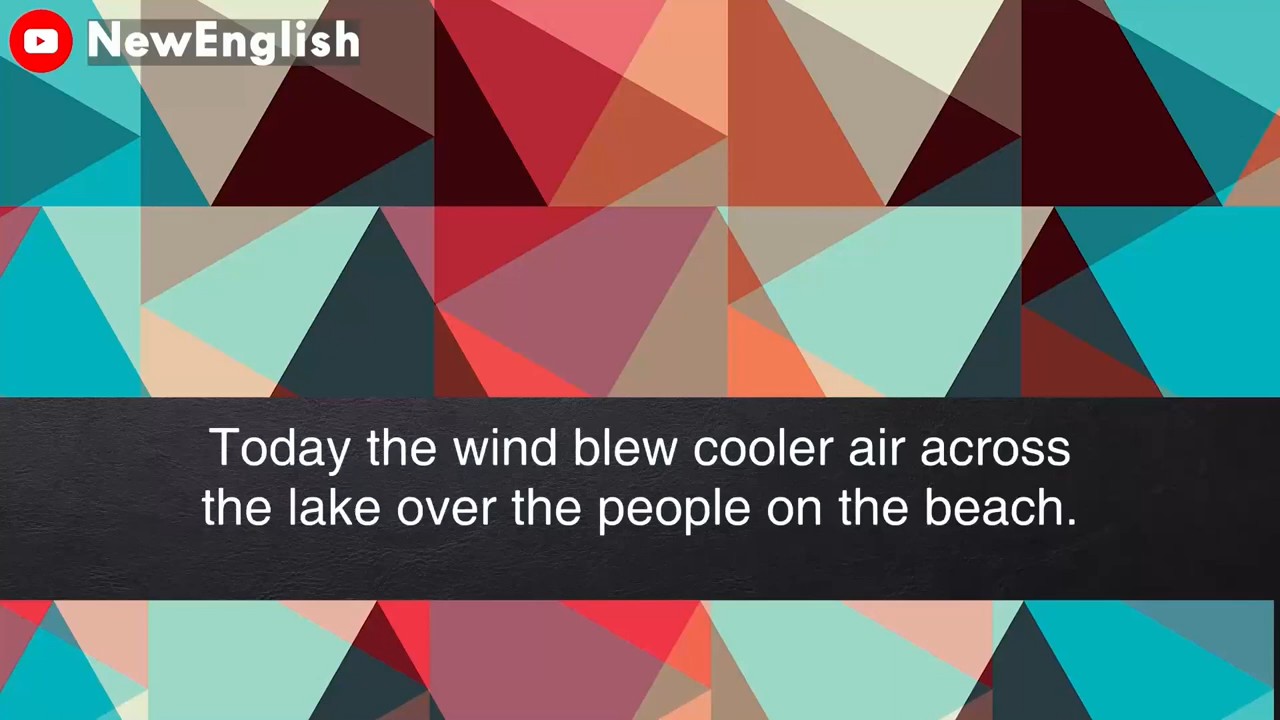 NewEnglish
Today the wind blew cooler air across
the lake over the people on the beach.